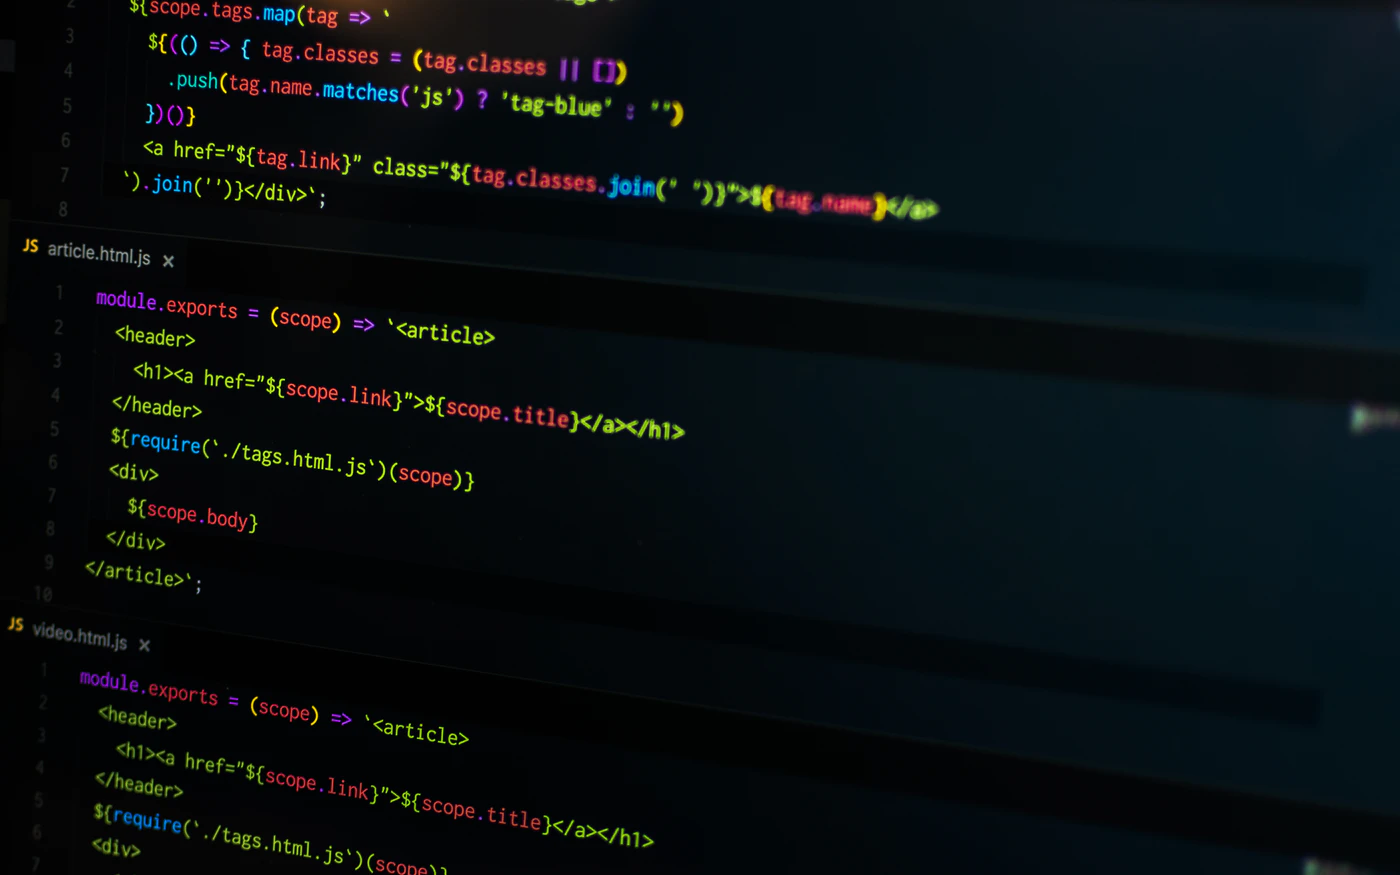 2
${scope.tags.map(tag => `
3 ${(() => { tag.classes = (tag.classes || [])
4 .push(tag.name.matches('js') ? 'tag-blue' : "")
5 })()}
6 <a href="${tag.link}" class="${tag.classes.join(" ")}">${tag.name}</a>
7 `).join('')}</div>`;
8
JS article.html.js ×
1 module.exports = (scope) => `<article>
2 <header>
3 <h1><a href="${scope.link}">${scope.title}</a></h1>
4 </header>
5 ${require(`./tags.html.js`)(scope)}
6 <div>
7 ${scope.body}
8 </div>
9 </article>`;
10
JS video.html.js ×
1 module.exports = (scope) => `<article>
2 <header>
3 <h1><a href="${scope.link}">${scope.title}</a></h1>
4 </header>
5 ${require(`./tags.html.js`)(scope)}
6 <div>
7